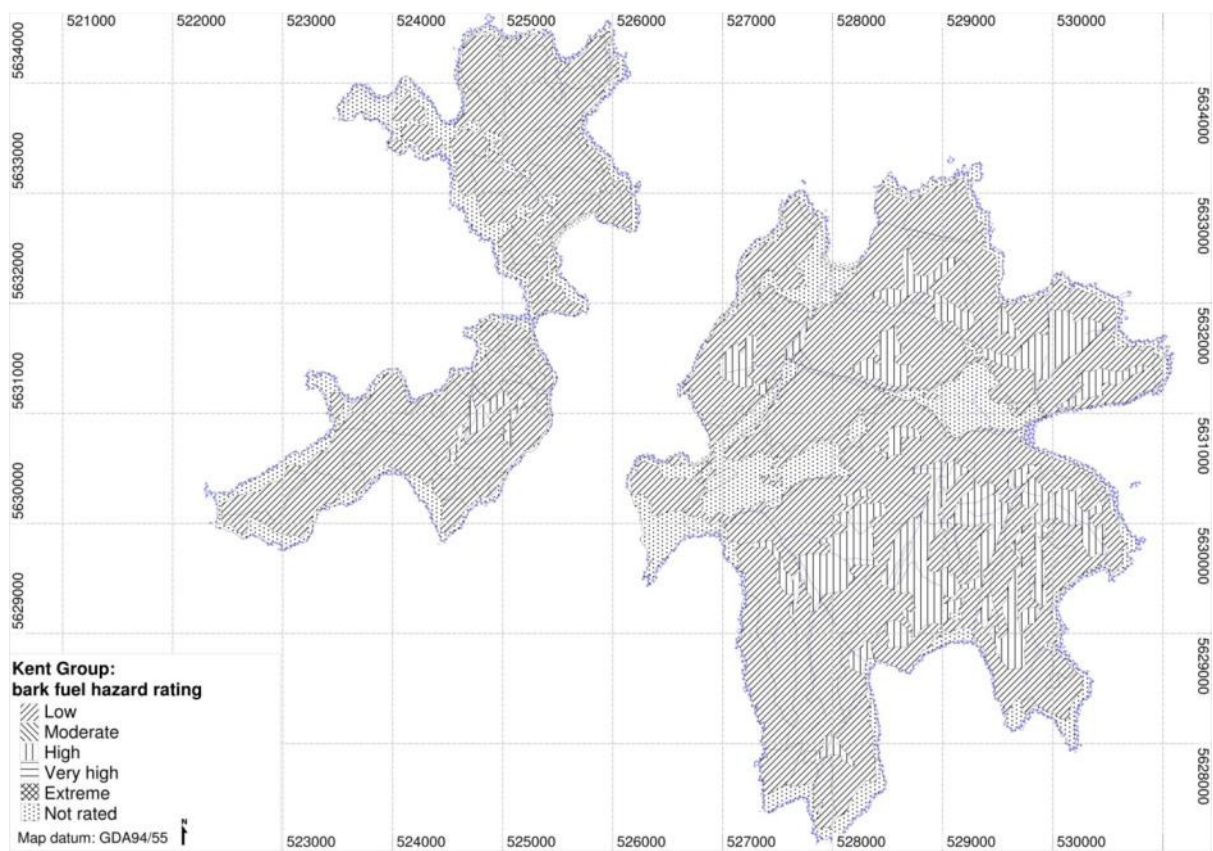 521000 522000 523000 524000 525000 526000 527000 528000 529000 530000
5634000
5633000
5632000
5631000
5630000
5629000
5634000
5633000
5632000
5631000
5630000
5629000
5628000
Kent Group:
bark fuel hazard rating
Low
Moderate
High
Very high
Extreme
Not rated
Map datum: GDA94/55
N
523000 524000 525000 526000 527000 528000 529000 530000